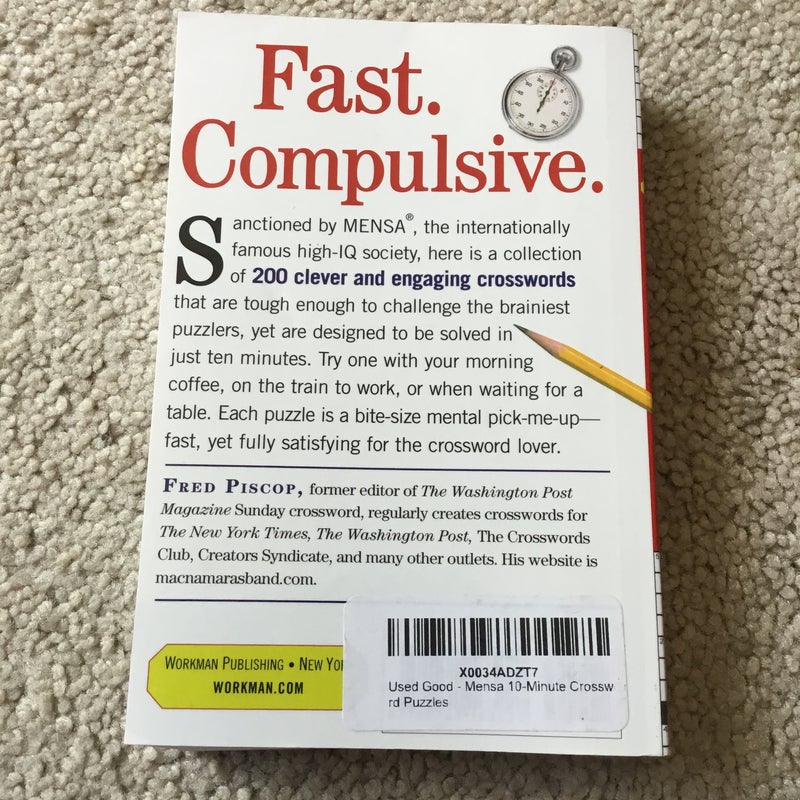 Fast.
Compulsive.
Sanctioned by MENSA®, the internationally
famous high-IQ society, here is a collection
of 200 clever and engaging crosswords
that are tough enough to challenge the brainiest
puzzlers, yet are designed to be solved in
just ten minutes. Try one with your morning
coffee, on the train to work, or when waiting for a
table. Each puzzle is a bite-size mental pick-me-up—
fast, yet fully satisfying for the crossword lover.
FRED PISCOP, former editor of The Washington Post
Magazine Sunday crossword, regularly creates crosswords for
The New York Times, The Washington Post, The Crosswords
Club, Creators Syndicate, and many other outlets. His website is
macnamarasband.com.
WORKMAN PUBLISHING • NEW YO
WORKMAN.COM
X0034ADZT7
Used Good - Mensa 10-Minute Crossw
rd Puzzles